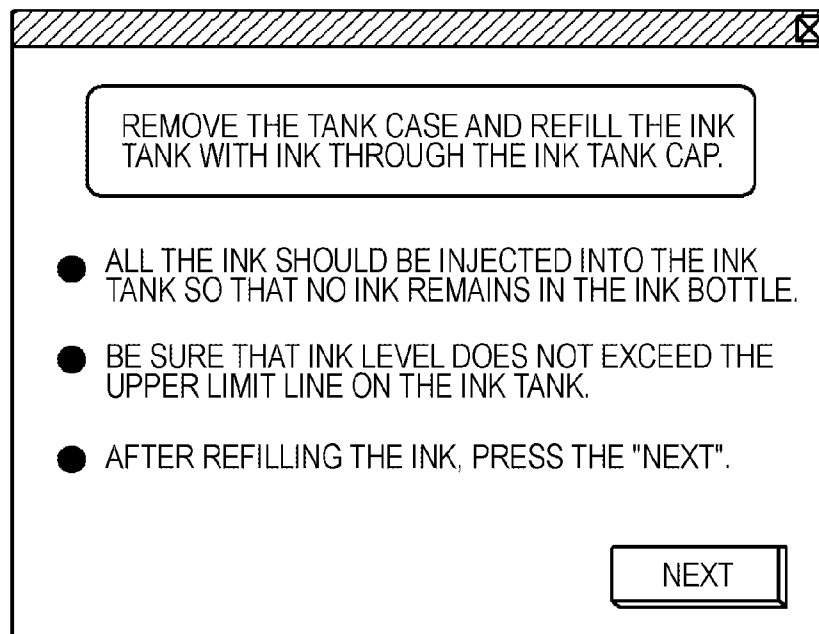 REMOVE THE TANK CASE AND REFILL THE INK
TANK WITH INK THROUGH THE INK TANK CAP.
ALL THE INK SHOULD BE INJECTED INTO THE INK
TANK SO THAT NO INK REMAINS IN THE INK BOTTLE.
BE SURE THAT INK LEVEL DOES NOT EXCEED THE
UPPER LIMIT LINE ON THE INK TANK.
AFTER REFILLING THE INK, PRESS THE "NEXT".
NEXT